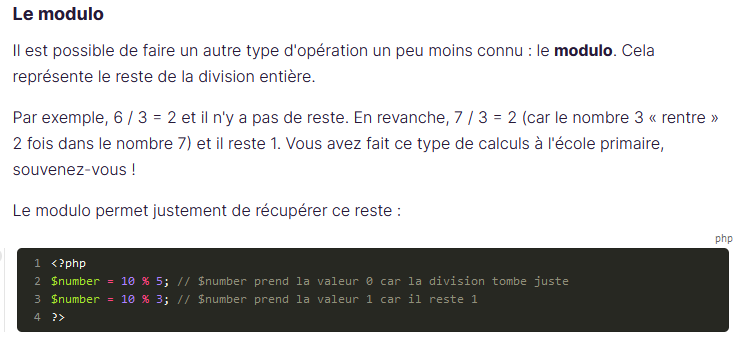 Le modulo
Il est possible de faire un autre type d'opération un peu moins connu : le modulo. Cela
représente le reste de la division entière.
Par exemple, 6 / 3 = 2 et il n'y a pas de reste. En revanche, 7 / 3 = 2 (car le nombre 3 « rentre »
2 fois dans le nombre 7) et il reste 1. Vous avez fait ce type de calculs à l'école primaire,
souvenez-vous !
Le modulo permet justement de récupérer ce reste :
php
1 <?php
2 $number = 10 % 5; // $number prend la valeur 0 car la division tombe juste
3 $number = 10 % 3; // $number prend la valeur 1 car il reste 1
4 ?>